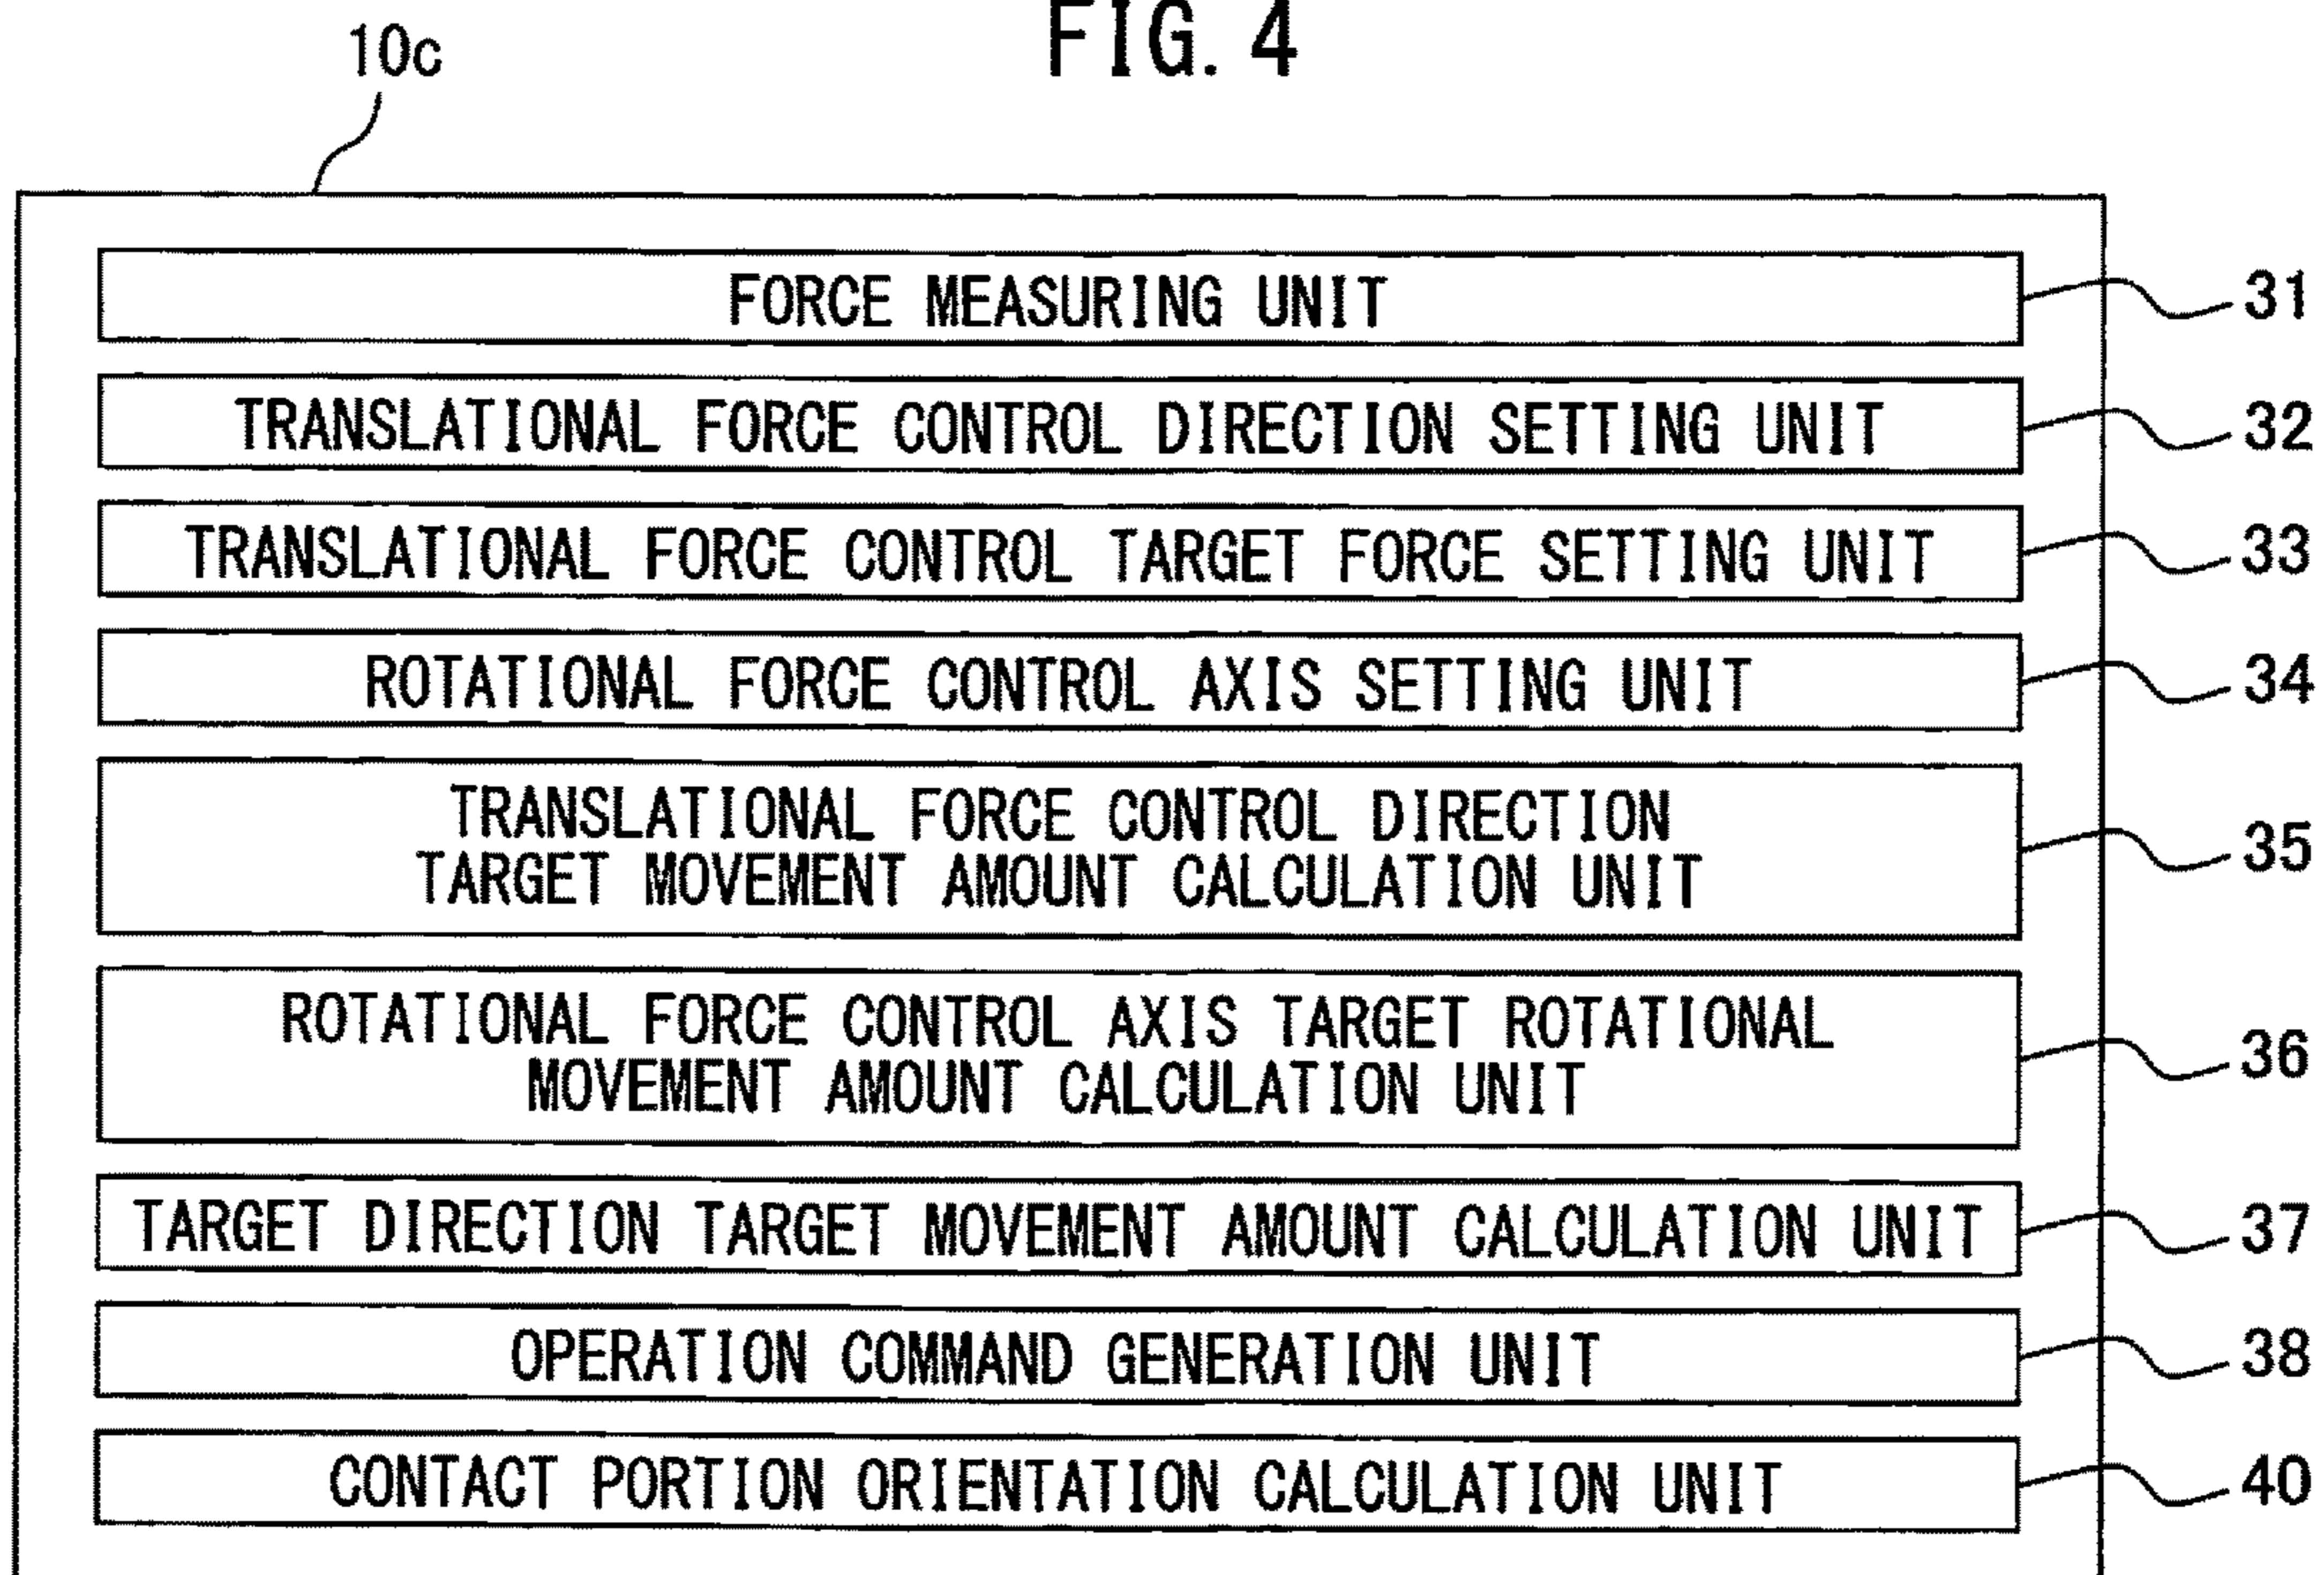 FIG. 4
10c
FORCE MEASURING UNIT 31
TRANSLATIONAL FORCE CONTROL DIRECTION SETTING UNIT 32
TRANSLATIONAL FORCE CONTROL TARGET FORCE SETTING UNIT 33
ROTATIONAL FORCE CONTROL AXIS SETTING UNIT 34
TRANSLATIONAL FORCE CONTROL DIRECTION
TARGET MOVEMENT AMOUNT CALCULATION UNIT
35
ROTATIONAL FORCE CONTROL AXIS TARGET ROTATIONAL
MOVEMENT AMOUNT CALCULATION UNIT
36
TARGET DIRECTION TARGET MOVEMENT AMOUNT CALCULATION UNIT 37
OPERATION COMMAND GENERATION UNIT 38
CONTACT PORTION ORIENTATION CALCULATION UNIT 40